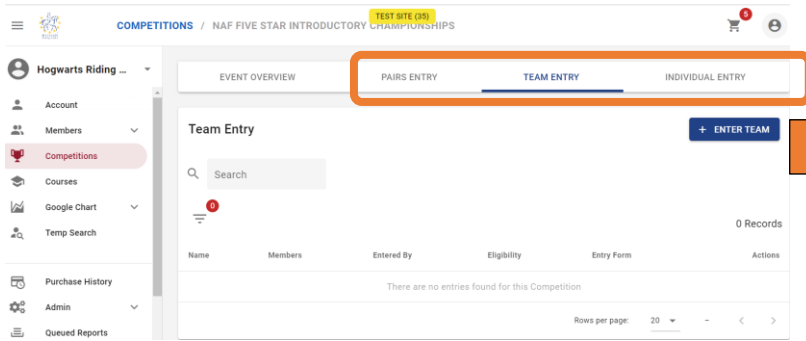 TEST SITE (35)
5
COMPETITIONS / NAF FIVE STAR INTRODUCTORY CHAMPIONSHIPS
Hogwarts Riding ...
Account
Members
Competitions
Courses
Google Chart
Temp Search
Purchase History
Admin
Queued Reports
EVENT OVERVIEW PAIRS ENTRY TEAM ENTRY INDIVIDUAL ENTRY
Team Entry
+ ENTER TEAM
Search
0
0 Records
Name Members Entered By Eligibility Entry Form Actions
There are no entries found for this Competition
Rows per page: 20 –